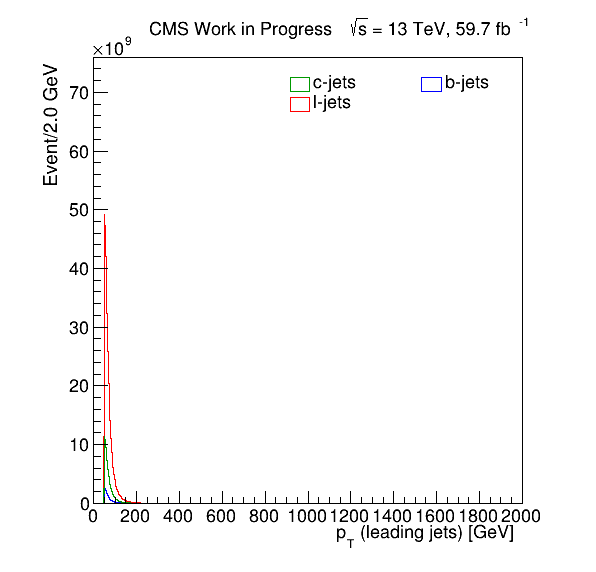 CMS Work in Progress √s = 13 TeV, 59.7 fb -1
×10 9
Event/2.0 GeV
c-jets b-jets
l-jets
70
60
50
40
30
20
10
0
0 200 400 600 800 1000 1200 1400 1600 1800 2000
p T (leading jets) [GeV]